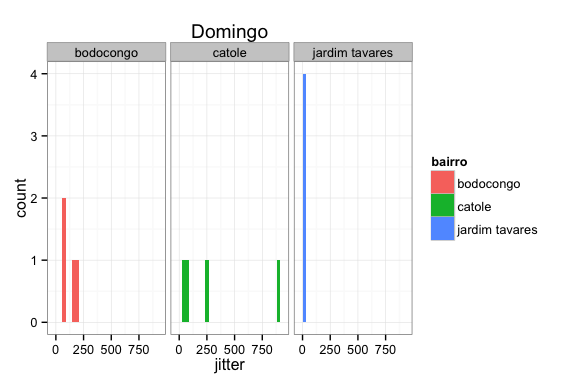 Domingo
bodocongo catole jardim tavares
4
3
2
1
0
count
0 250 500 750 0 250 500 750 0 250 500 750
jitter
bairro
bodocongo
catole
jardim tavares